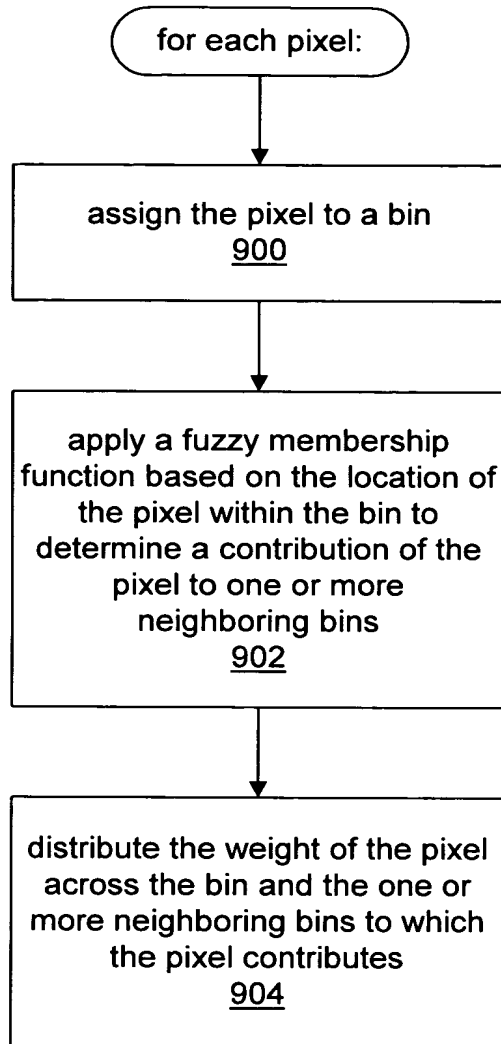 for each pixel:
assign the pixel to a bin
900
apply a fuzzy membership
function based on the location of
the pixel within the bin to
determine a contribution of the
pixel to one or more
neighboring bins
902
distribute the weight of the pixel
across the bin and the one or
more neighboring bins to which
the pixel contributes
904